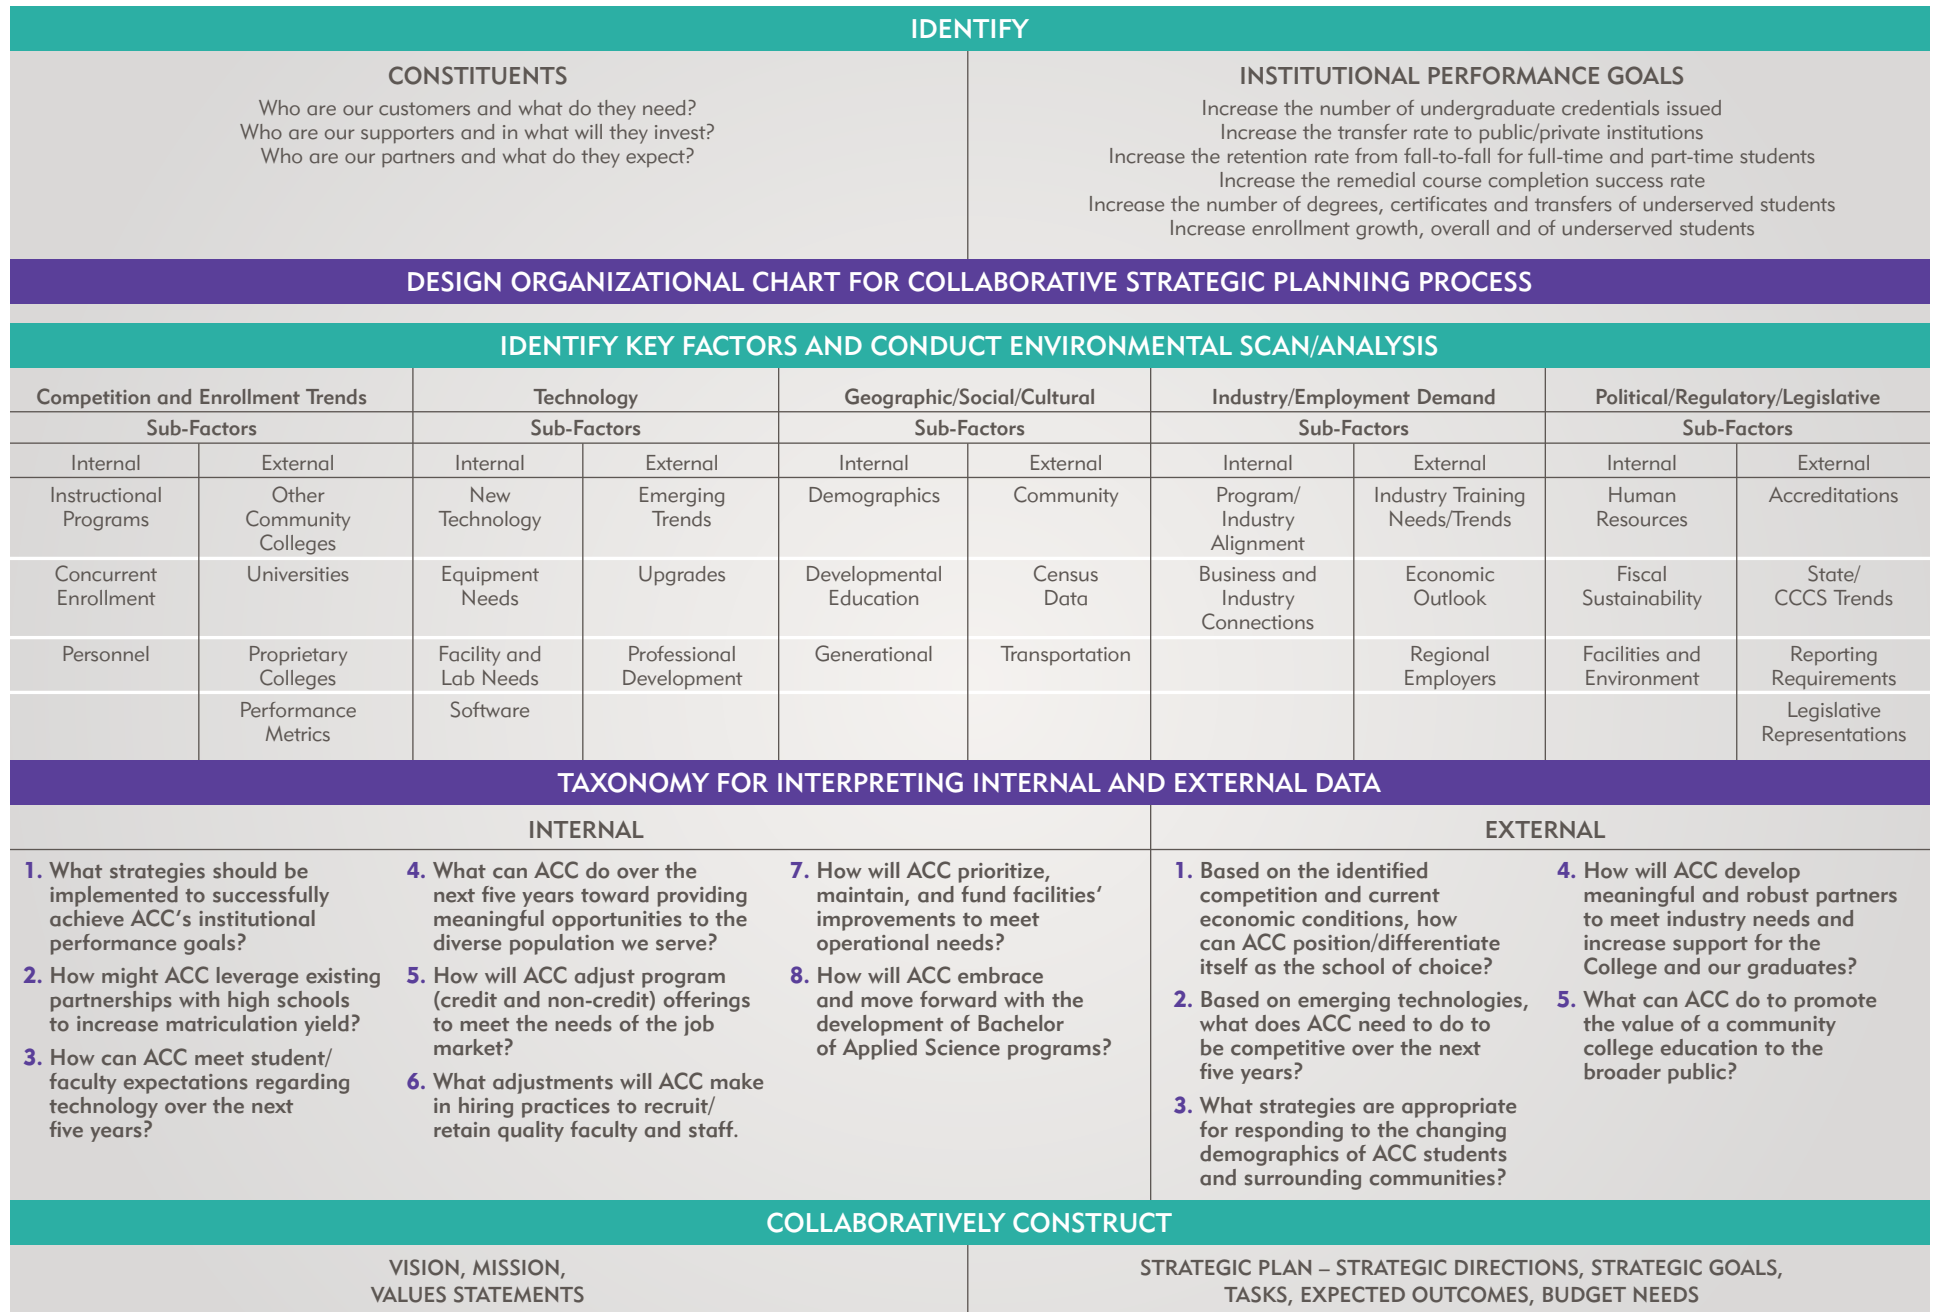 IDENTIFY
CONSTITUENTS
Who are our customers and what do they need?
Who are our supporters and in what will they invest?
Who are our partners and what do they expect?
INSTITUTIONAL PERFORMANCE GOALS
Increase the number of undergraduate credentials issued
Increase the transfer rate to public/private institutions
Increase the retention rate from fall-to-fall for full-time and part-time students
Increase the remedial course completion success rate
Increase the number of degrees, certificates and transfers of underserved students
Increase enrollment growth, overall and of underserved students
DESIGN ORGANIZATIONAL CHART FOR COLLABORATIVE STRATEGIC PLANNING PROCESS
IDENTIFY KEY FACTORS AND CONDUCT ENVIRONMENTAL SCAN/ANALYSIS
Competition and Enrollment Trends
Technology
Geographic/Social/Cultural
Industry/Employment Demand
Political/Regulatory/Legislative
Sub-Factors
Sub-Factors
Sub-Factors
Sub-Factors
Sub-Factors
Internal
External
Internal
External
Internal
External
Internal
External
Internal
External
Instructional
Programs
Other
Community
Colleges
New
Technology
Emerging
Trends
Demographics
Community
Program/
Industry
Alignment
Industry Training
Needs/Trends
Human
Resources
Accreditations
Concurrent
Enrollment
Universities
Equipment
Needs
Upgrades
Developmental
Education
Census
Data
Business and
Industry
Connections
Economic
Outlook
Fiscal
Sustainability
State/
CCCS Trends
Personnel
Proprietary
Colleges
Facility and
Lab Needs
Professional
Development
Generational
Transportation
Regional
Employers
Facilities and
Environment
Reporting
Requirements
Performance
Metrics
Software
Legislative
Representations
TAXONOMY FOR INTERPRETING INTERNAL AND EXTERNAL DATA
INTERNAL
1. What strategies should be
implemented to successfully
achieve ACC's institutional
performance goals?
2. How might ACC leverage existing
partnerships with high schools
to increase matriculation yield?
3. How can ACC meet student/
faculty expectations regarding
technology over the next
five years?
4. What can ACC do over the
next five years toward providing
meaningful opportunities to the
diverse population we serve?
5. How will ACC adjust program
(credit and non-credit) offerings
to meet the needs of the job
market?
6. What adjustments will ACC make
in hiring practices to recruit/
retain quality faculty and staff.
7. How will ACC prioritize,
maintain, and fund facilities'
improvements to meet
operational needs?
8. How will ACC embrace
and move forward with the
development of Bachelor
of Applied Science programs?
EXTERNAL
1. Based on the identified
competition and current
economic conditions, how
can ACC position/differentiate
itself as the school of choice?
2. Based on emerging technologies,
what does ACC need to do to
be competitive over the next
five years?
3. What strategies are appropriate
for responding to the changing
demographics of ACC students
and surrounding communities?
4. How will ACC develop
meaningful and robust partners
to meet industry needs and
increase support for the
College and our graduates?
5. What can ACC do to promote
the value of a community
college education to the
broader public?
COLLABORATIVELY CONSTRUCT
VISION, MISSION,
VALUES STATEMENTS
STRATEGIC PLAN – STRATEGIC DIRECTIONS, STRATEGIC GOALS,
TASKS, EXPECTED OUTCOMES, BUDGET NEEDS